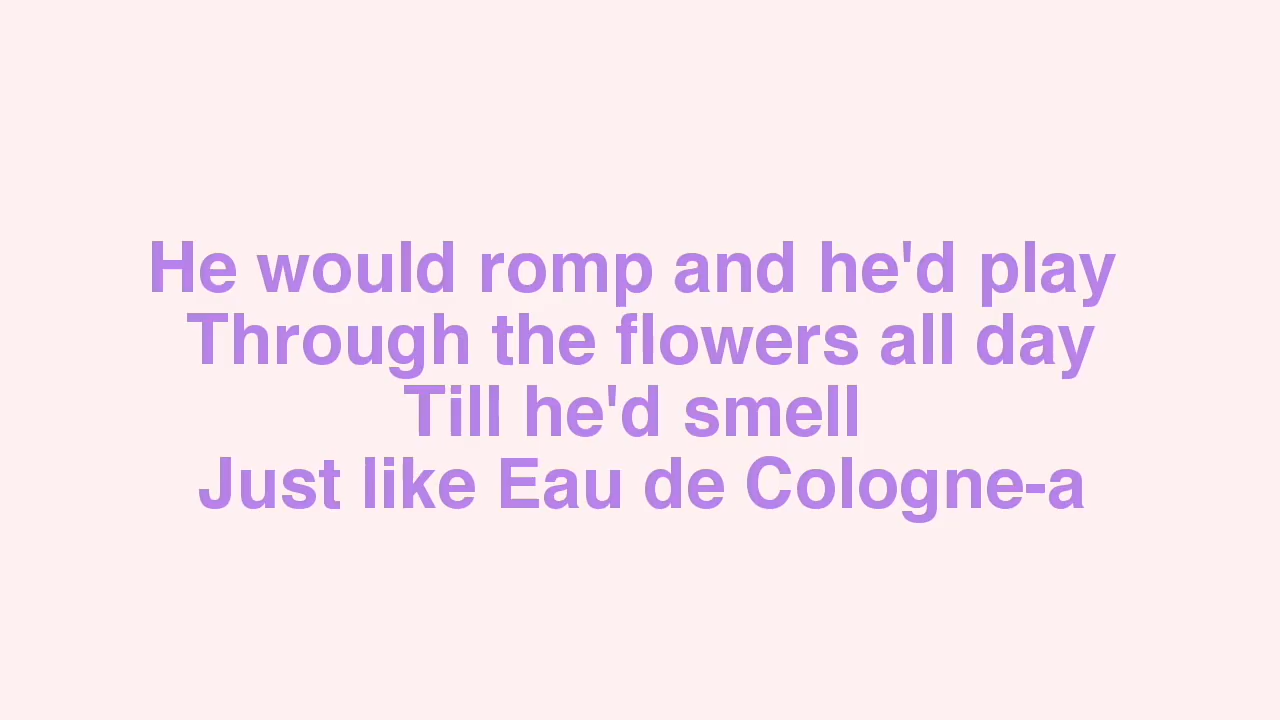 He would romp and he'd play
Through the flowers all day
Till he'd smell
Just like Eau de Cologne-a